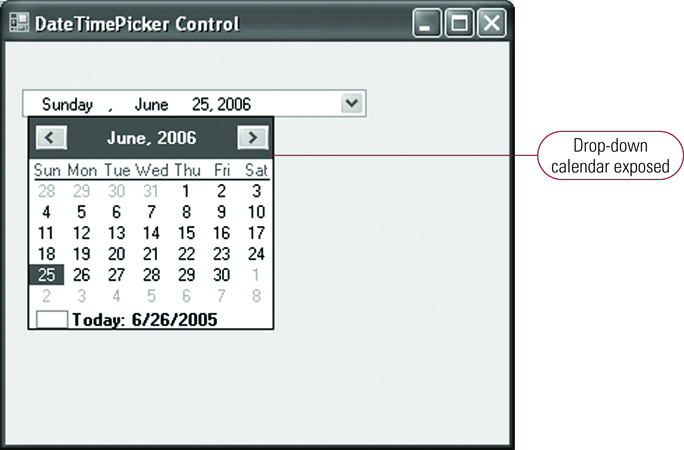 DateTimePicker Control
Sunday , June 25, 2006
June, 2006
Sun Mon Tue Wed Thu Fri Sat
28 29 30 31 1 2 3
4 5 6 7 8 9 10
11 12 13 14 15 16 17
18 19 20 21 22 23 24
25 26 27 28 29 30 1
2 3 4 5 6 7 8
Today: 6/26/2005
Drop-down
calendar exposed